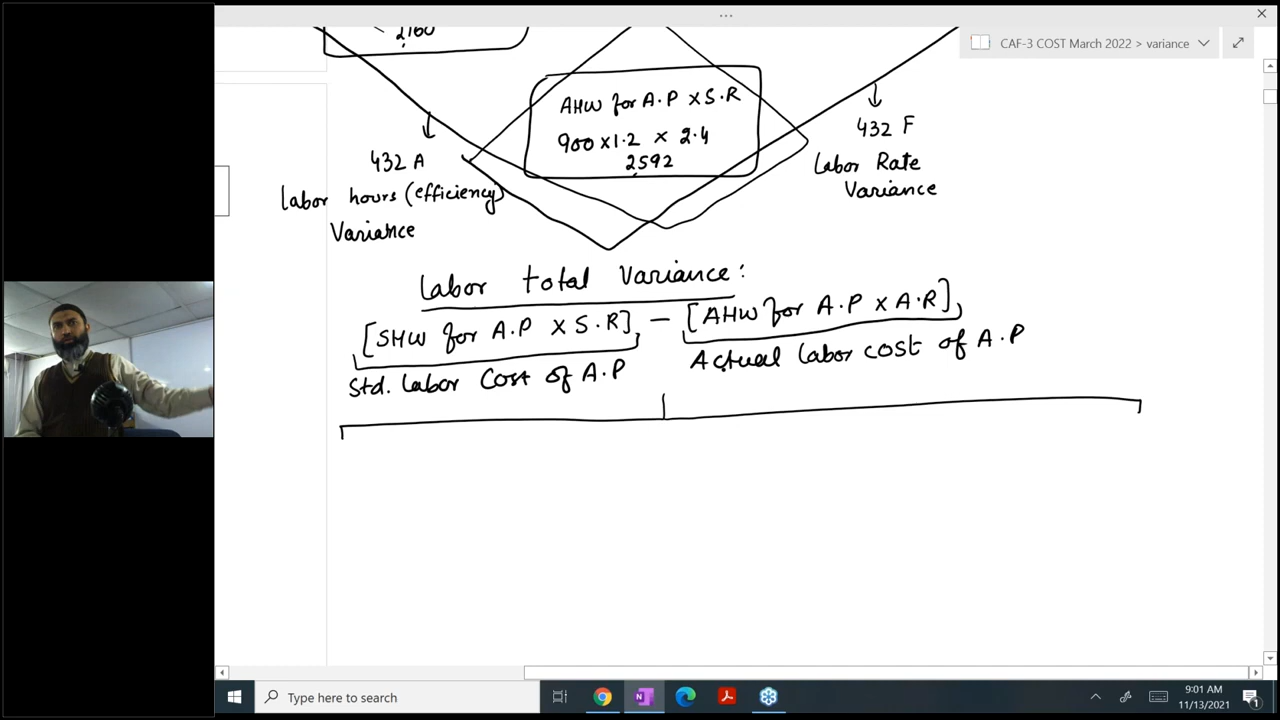 CAF-3 COST March 2022 > variance
2160
AHW for A.P x S.R
900 x 1.2 x 2.4
2592
432 A
Labor hours (efficiency)
Variance
432 F
Labor Rate
Variance
Labor total Variance:
[SHW for A.P x S.R] - [AHW for A.P x A.R]
Std. Labor Cost of A.P
Actual labor cost of A.P
Type here to search
9:01 AM
11/13/2021
1